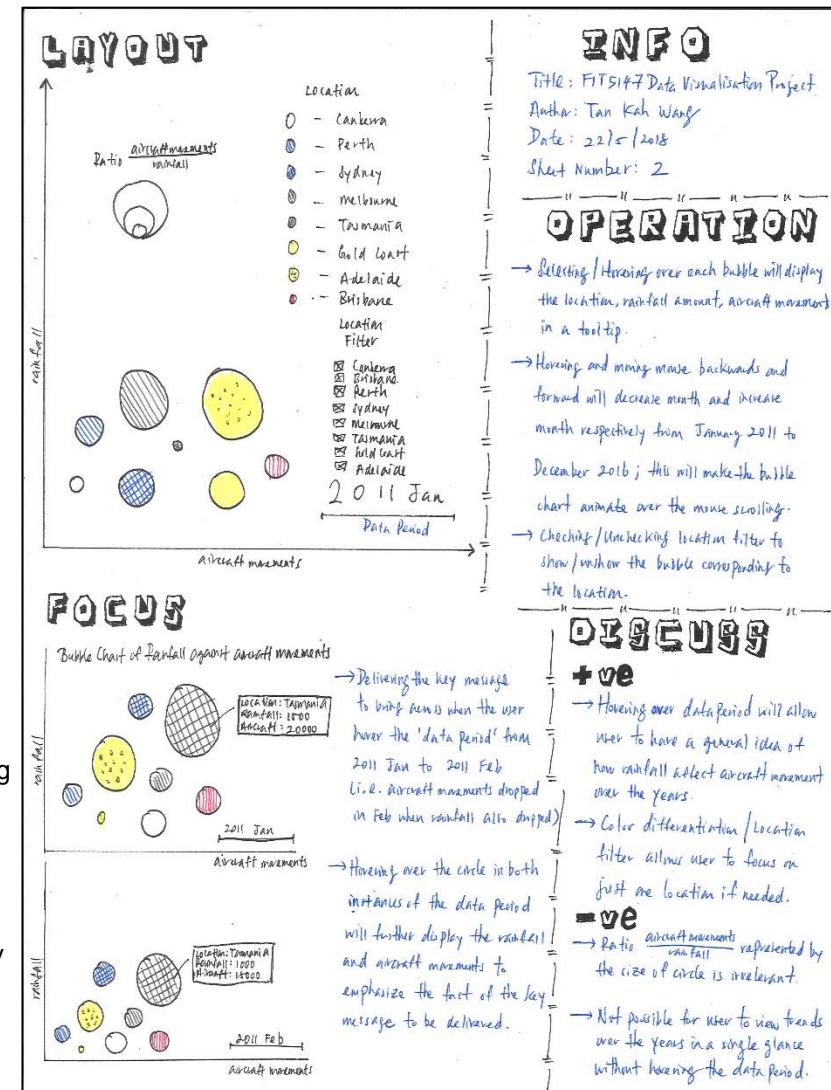 LAYOUT
Ratio aircraft movements
rainfall
Location
- Canberra
- Perth
- Sydney
- Melbourne
- Tasmania
- Gold Coast
- Adelaide
- Brisbane
Location
Filter
Canberra
Brisbane
Perth
Sydney
Melbourne
Tasmania
Gold Coast
Adelaide
2011 Jan
Data Period
rainfall
aircraft movements
INFO
Title: FIT5147 Data Visualisation Project
Author: Tan Kah Wang
Date: 22/5/2018
Sheet Number: 2
OPERATION
→ Selecting/Hovering over each bubble will display
the location, rainfall amount, aircraft movements
in a tooltip.
→ Hovering and moving mouse backwards and
forward will decrease month and increase
month respectively from January 2011 to
December 2016; this will make the bubble
chart animate over the mouse scrolling.
→ Checking/Unchecking location filter to
show/unshow the bubble corresponding to
the location.
FOCUS
Bubble Chart of Rainfall against aircraft movements
Location: Tasmania
Rainfall: 1500
Aircraft: 20000
rainfall
2011 Jan
aircraft movements
Location: Tasmania
Rainfall: 1000
Aircraft: 15000
rainfall
2011 Feb
aircraft movements
→ Delivering the key message
to bring across when the user
hover the 'data period' from
2011 Jan to 2011 Feb
(i.e. aircraft movements dropped
in Feb when rainfall also dropped)
→ Hovering over the circle in both
instances of the data period
will further display the rainfall
and aircraft movements to
emphasize the fact of the key
message to be delivered.
DISCUSS
+ve
→ Hovering over data period will allow
user to have a general idea of
how rainfall affect aircraft movement
over the years.
→ Color differentiation / Location
filter allows user to focus on
just one location if needed.
-ve
→ Ratio aircraft movements
rainfall represented by
the size of circle is irrelevant.
→ Not possible for user to view trends
over the years in a single glance
without hovering the data period.
g
y